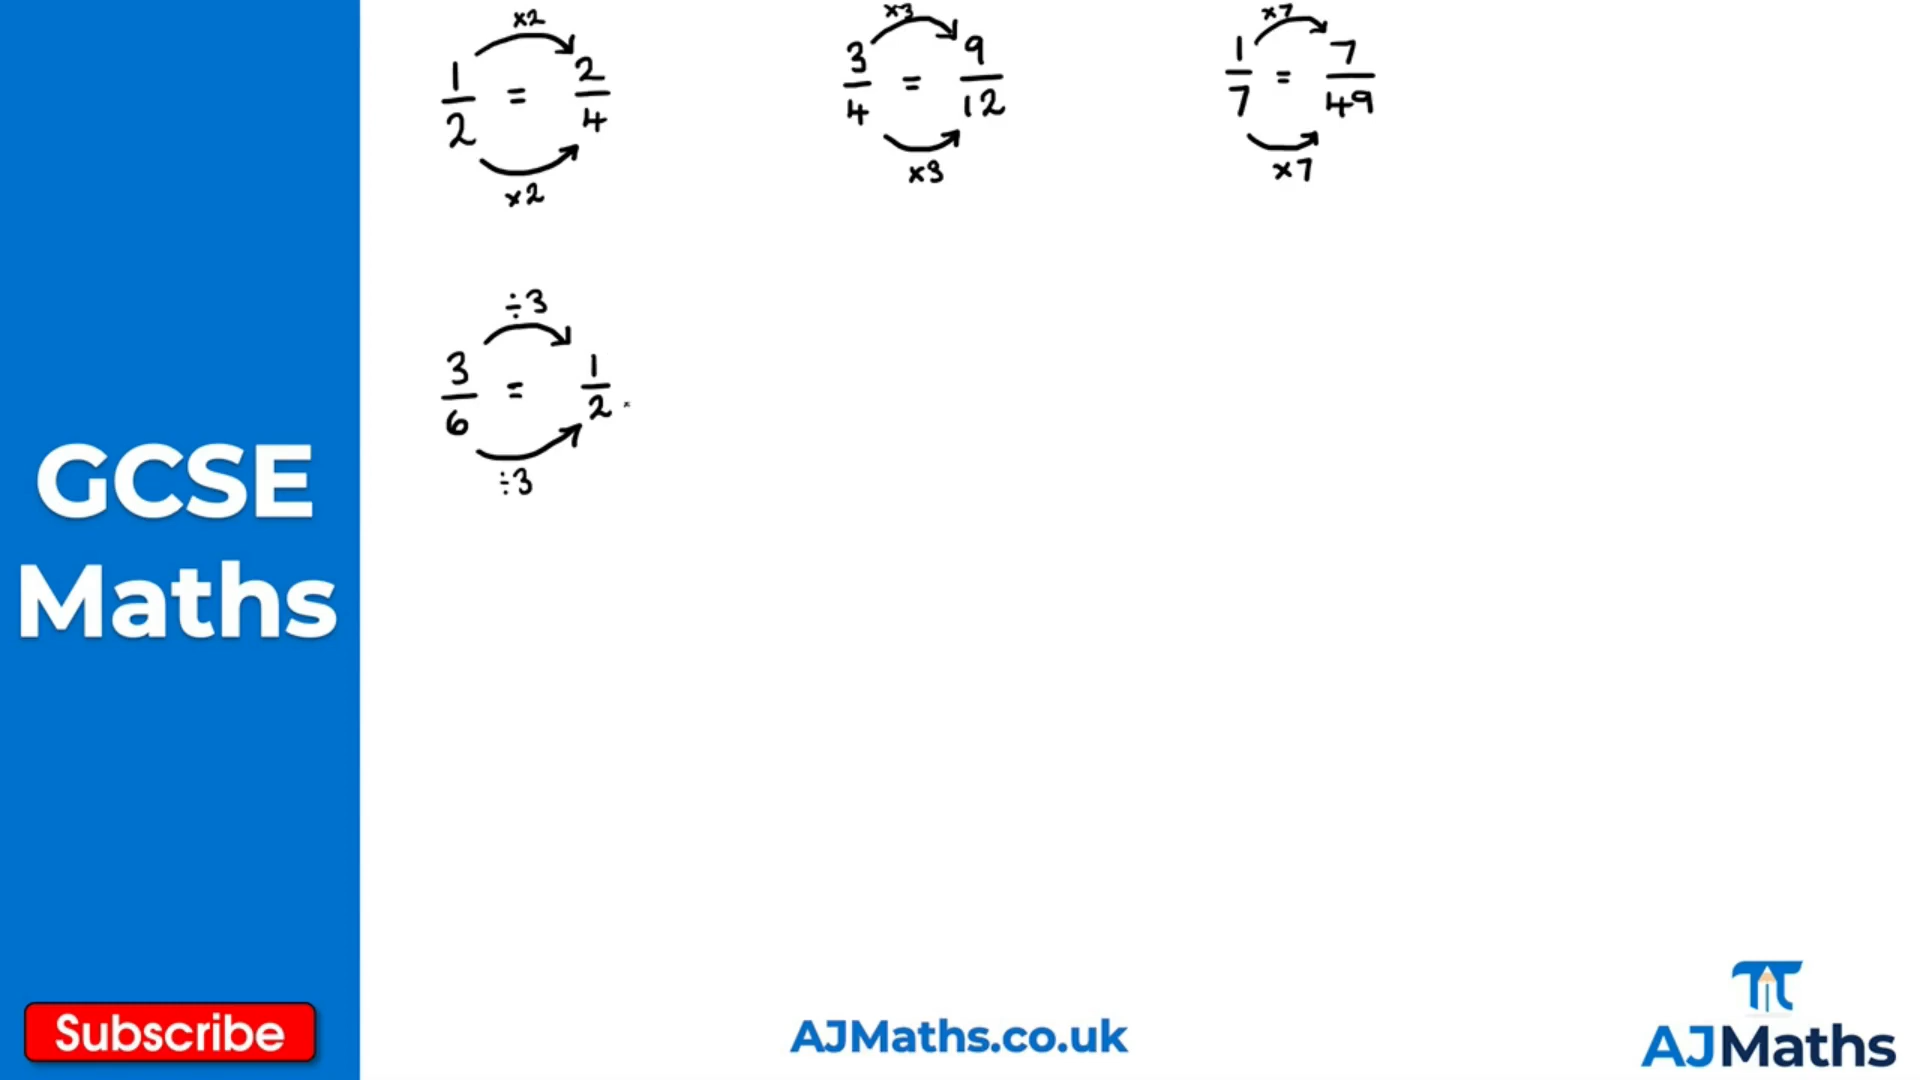 ×2
1/2 = 2/4
×2
×3
3/4 = 9/12
×3
×7
1/7 = 7/49
×7
÷3
3/6 = 1/2
÷3
GCSE
Maths
Subscribe
AJMaths.co.uk
AJMaths